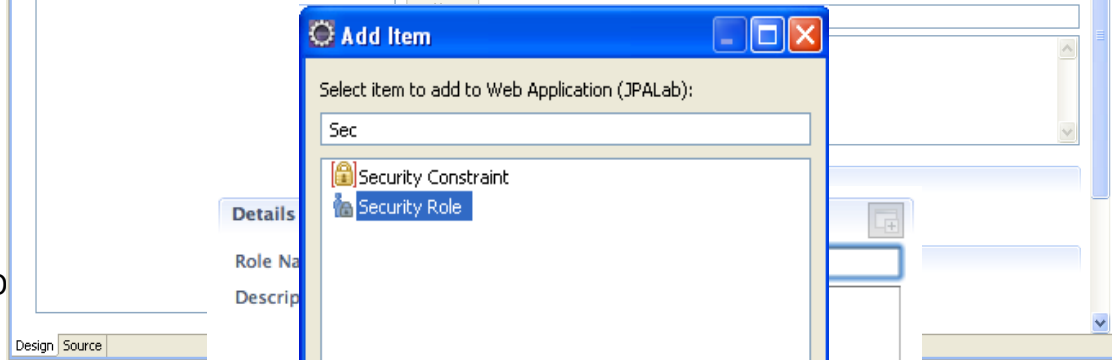 Add Item
Select item to add to Web Application (JPALab):
Sec
Security Constraint
Security Role
Details
Role Na
Descrip
Design Source